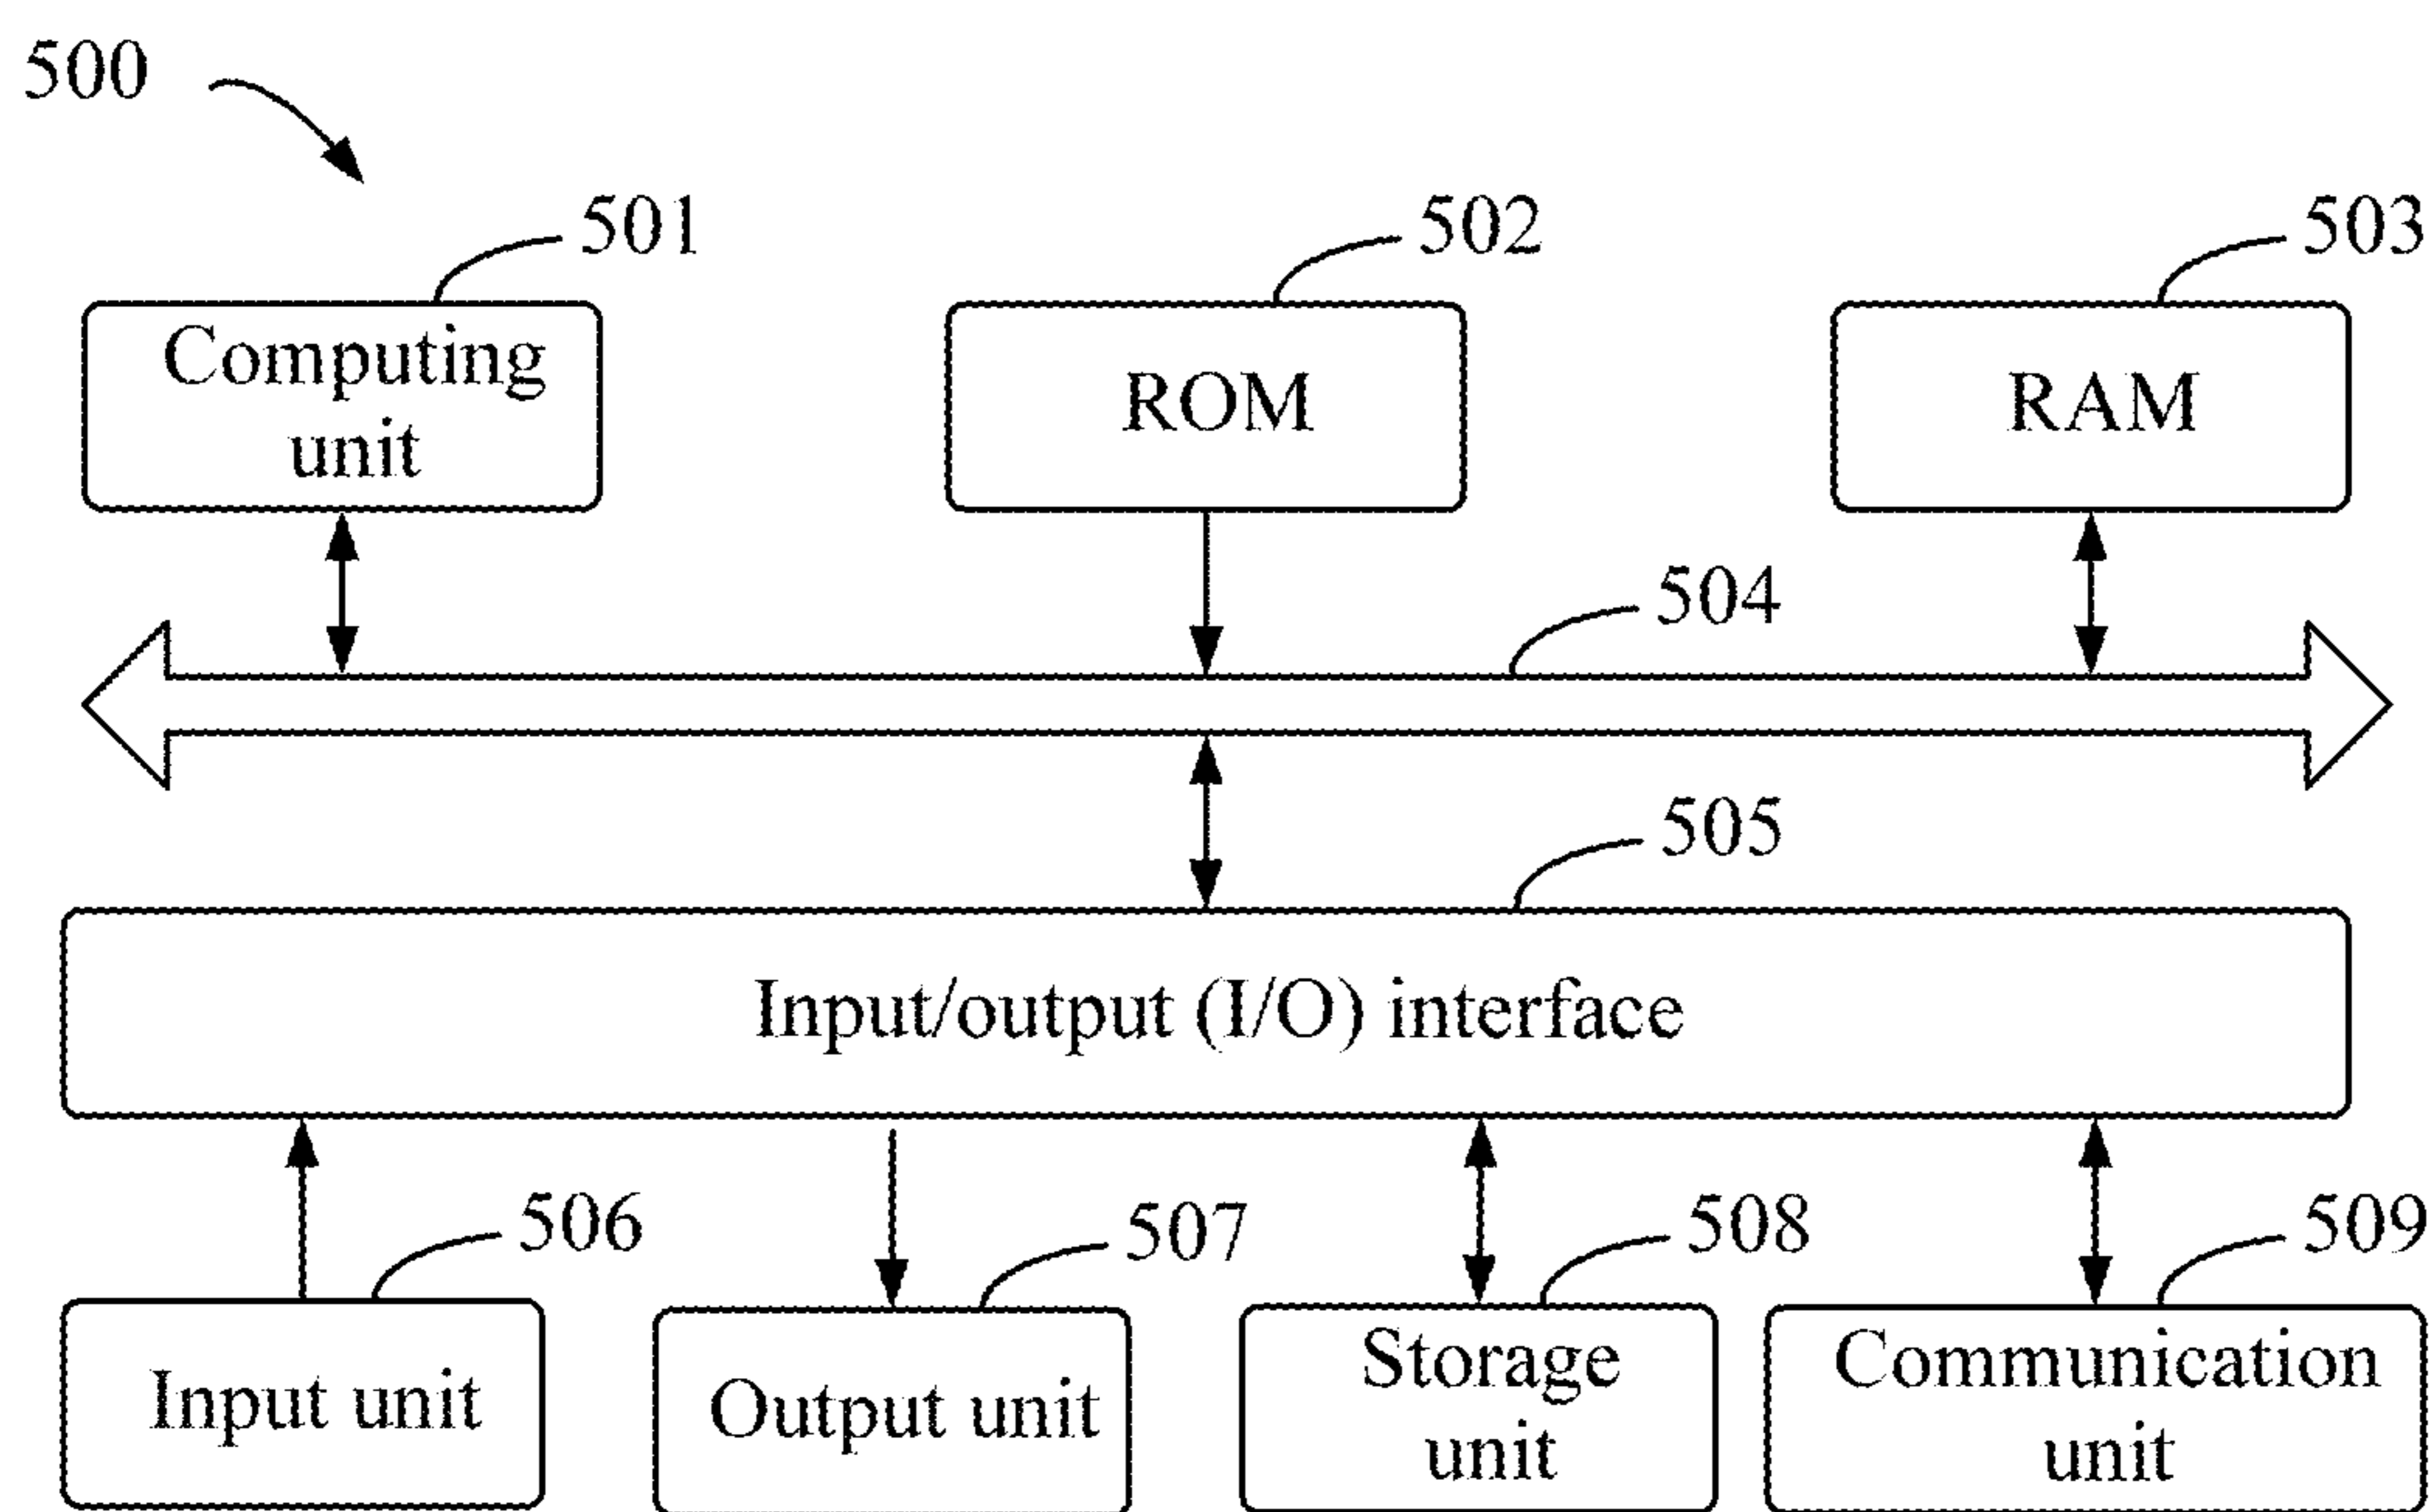 500
501
502
503
Computing
unit
ROM
RAM
504
505
Input/output (I/O) interface
506
507
508
509
Input unit
Output unit
Storage
unit
Communication
unit